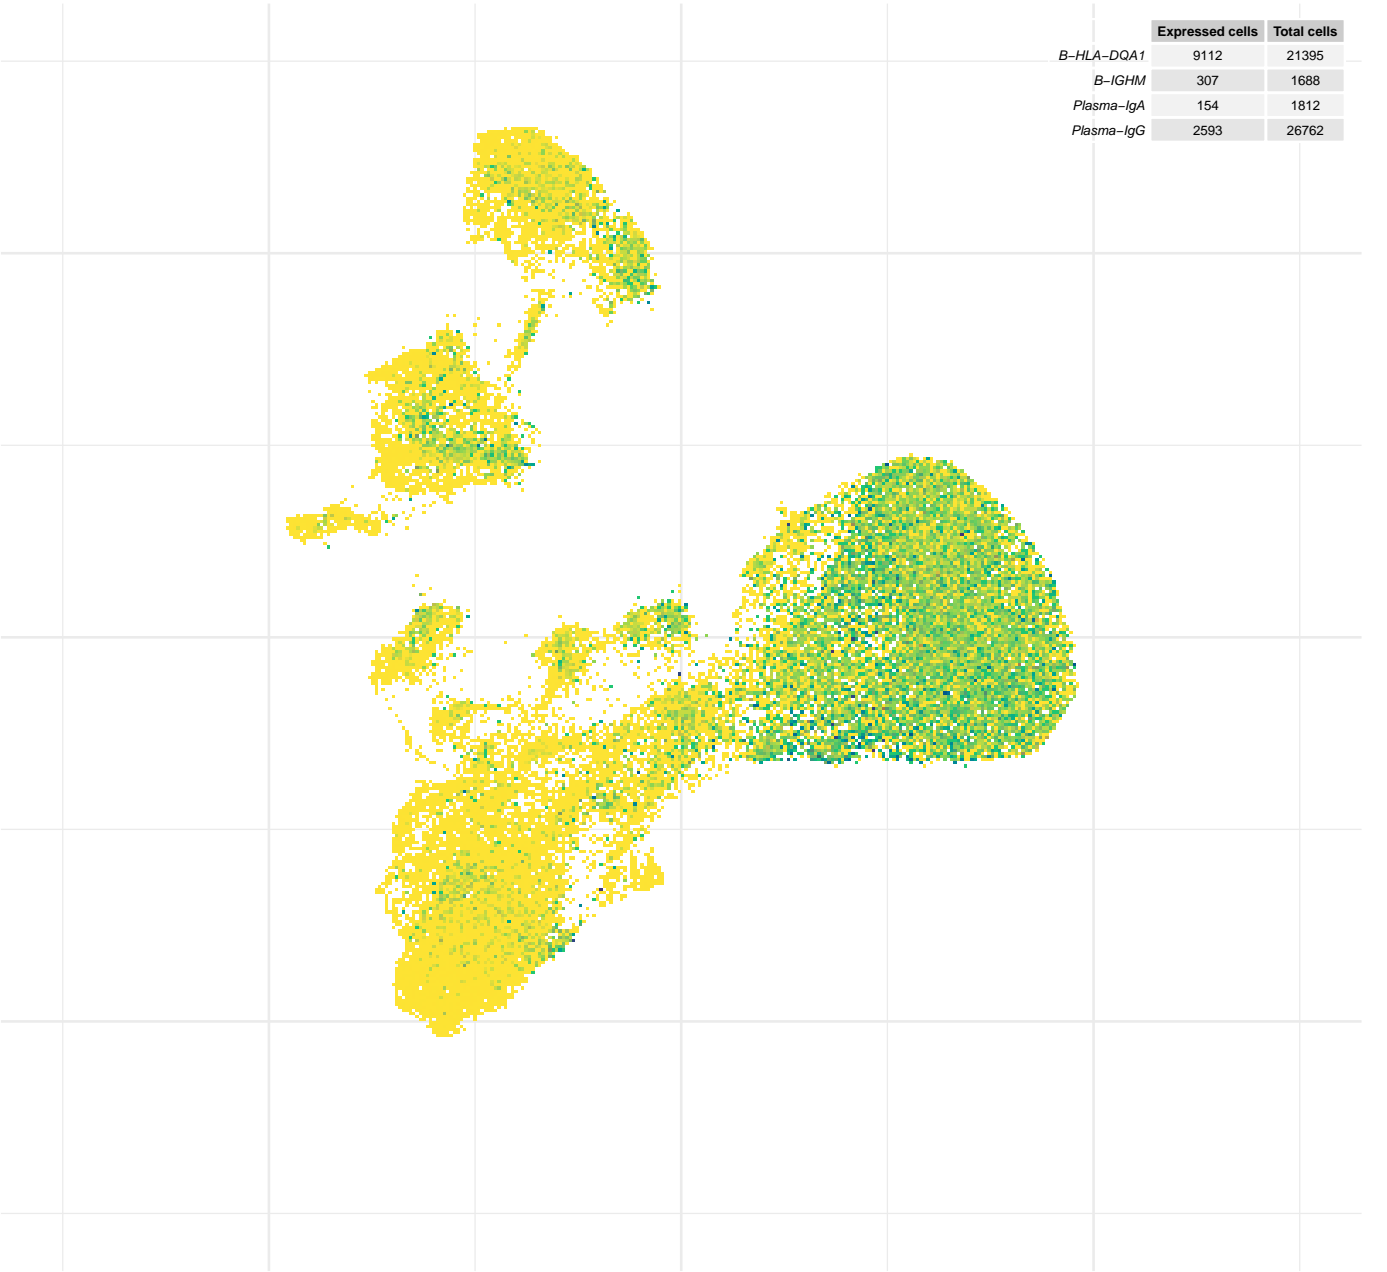 Expressed cells Total cells
B−HLA−DQA1 9112 21395
B−IGHM 307 1688
Plasma−IgA 154 1812
Plasma−IgG 2593 26762